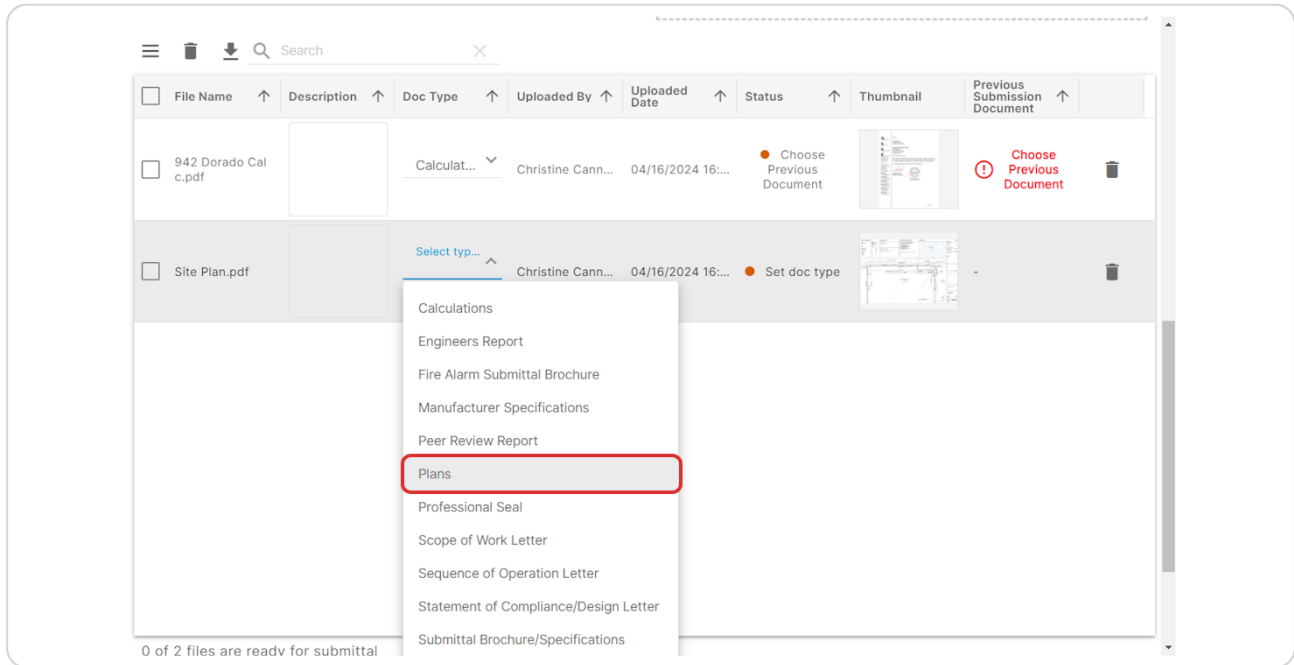 Search
File Name
Description
Doc Type
Uploaded By
Uploaded
Date
Status
Thumbnail
Previous
Submission
Document
942 Dorado Cal
c.pdf
Calculat...
Christine Cann...
04/16/2024 16:...
Choose
Previous
Document
Choose
Previous
Document
Site Plan.pdf
Select typ...
Christine Cann...
04/16/2024 16:...
Set doc type
-
Calculations
Engineers Report
Fire Alarm Submittal Brochure
Manufacturer Specifications
Peer Review Report
Plans
Professional Seal
Scope of Work Letter
Sequence of Operation Letter
Statement of Compliance/Design Letter
Submittal Brochure/Specifications
0 of 2 files are ready for submittal